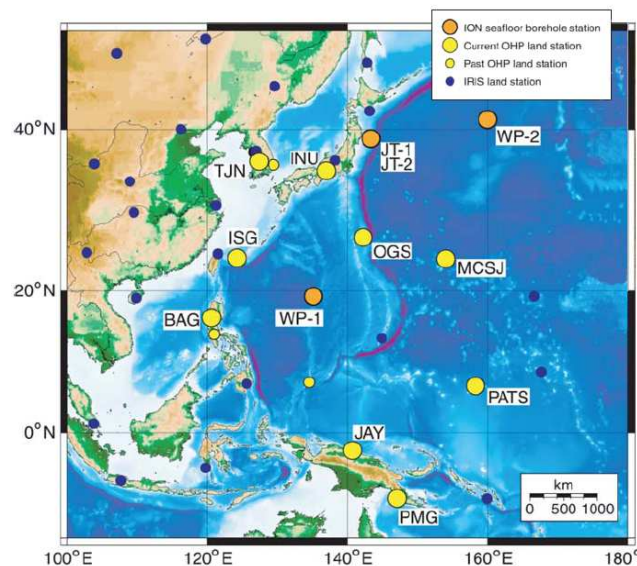 ION seafloor borehole station
Current OHP land station
Past OHP land station
IRIS land station
40°N
20°N
0°N
TJN
INU
JT-1
JT-2
WP-2
ISG
OGS
MCSJ
BAG
WP-1
PATS
JAY
PMG
km
0 500 1000
100°E 120°E 140°E 160°E 180°E